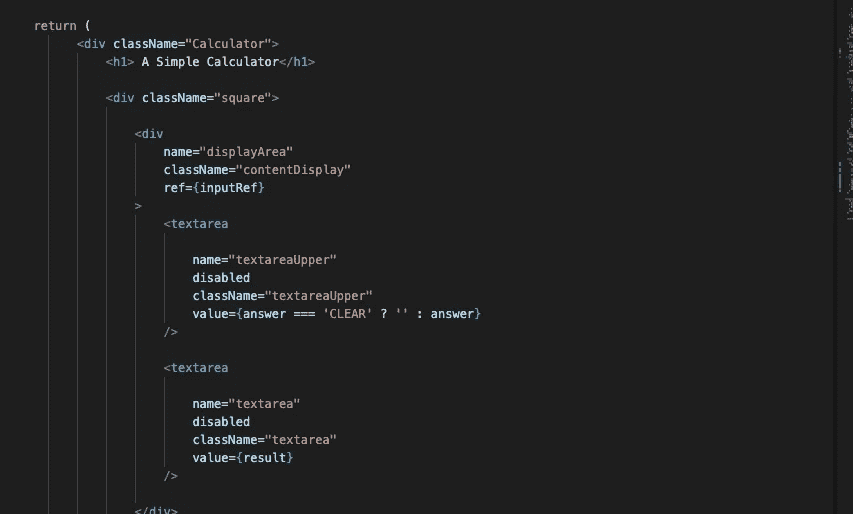 return (
<div className="Calculator">
<h1> A Simple Calculator</h1>
<div className="square">
<div
name="displayArea"
className="contentDisplay"
ref={inputRef}
>
<textarea
name="textareaUpper"
disabled
className="textareaUpper"
value={answer === 'CLEAR' ? '' : answer}
/>
<textarea
name="textarea"
disabled
className="textarea"
value={result}
/>
</div>